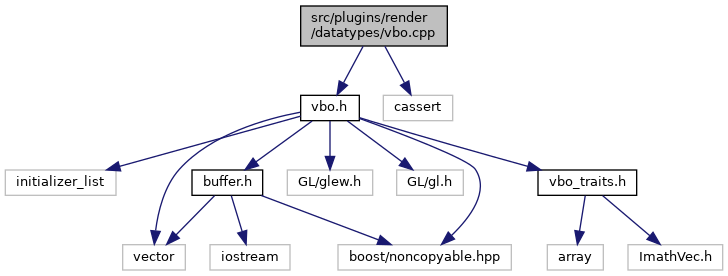 src/plugins/render
/datatypes/vbo.cpp
vbo.h
cassert
initializer_list
buffer.h
GL/glew.h
GL/gl.h
vbo_traits.h
vector
iostream
boost/noncopyable.hpp
array
ImathVec.h